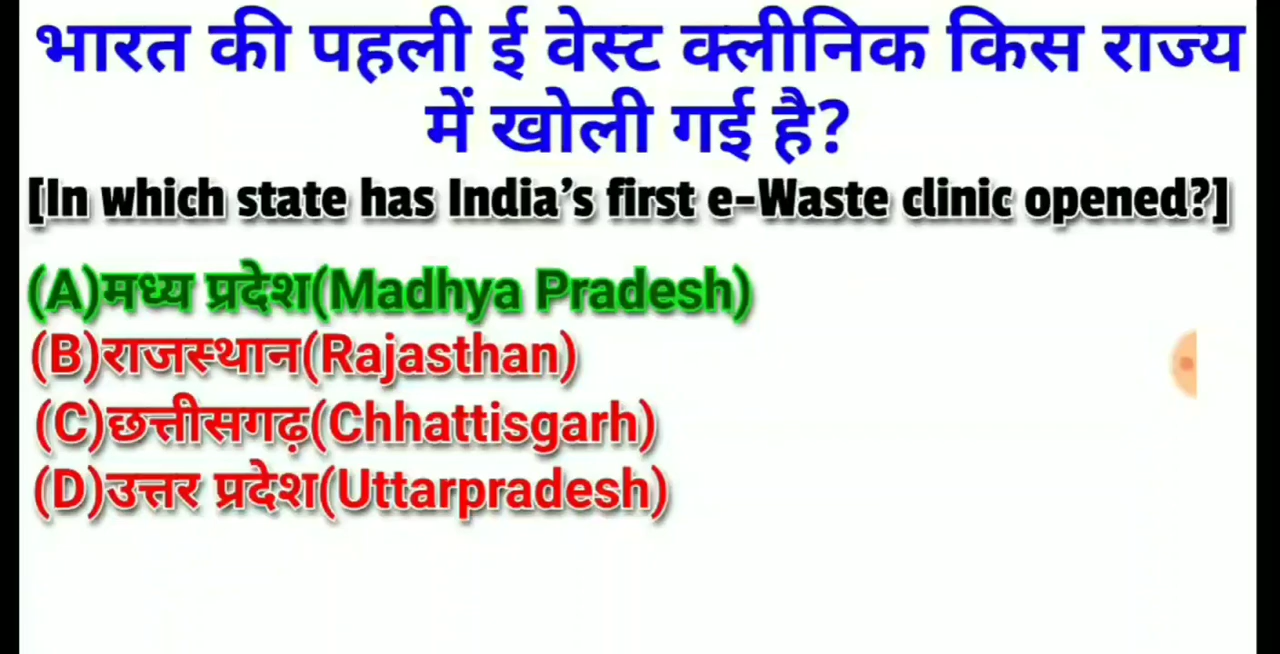 भारत की पहली ई वेस्ट क्लीनिक किस राज्य
में खोली गई है?
[In which state has India’s first e-Waste clinic opened?]
(A)मध्य प्रदेश(Madhya Pradesh)
(B)राजस्थान(Rajasthan)
(C)छत्तीसगढ़(Chhattisgarh)
(D)उत्तर प्रदेश(Uttarpradesh)